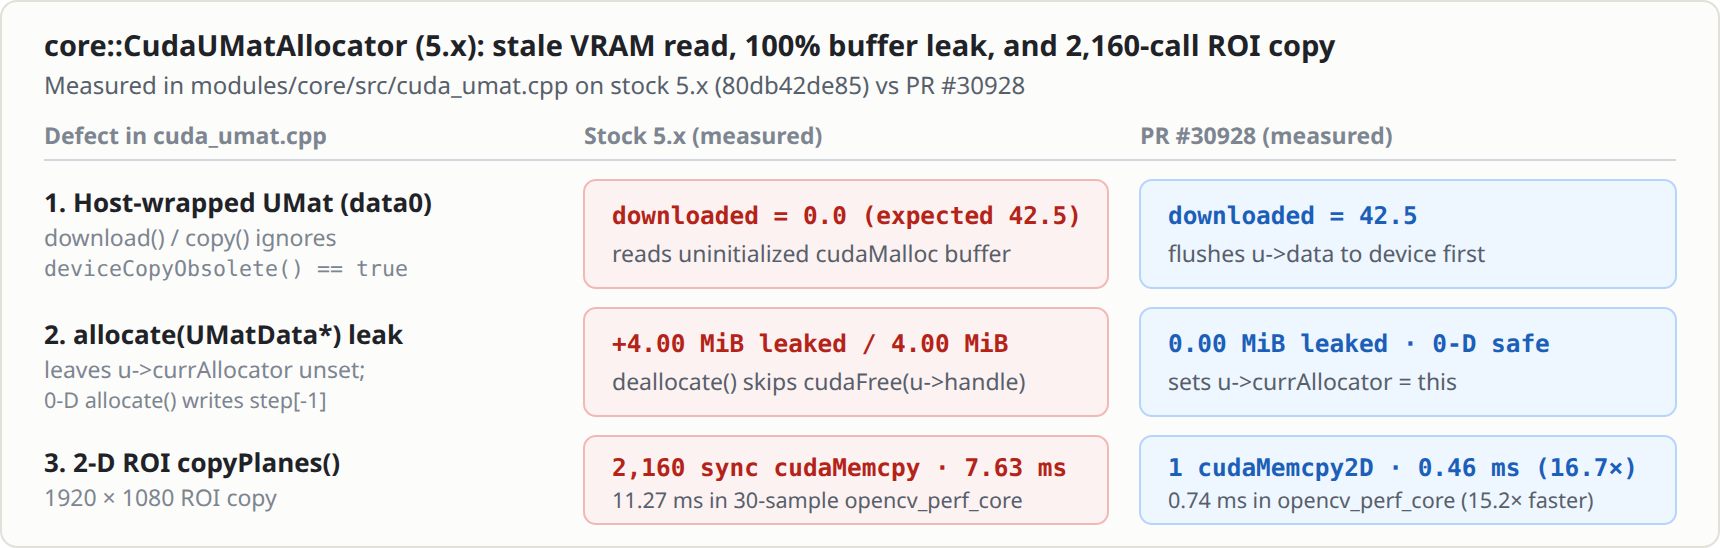 core::CudaUMatAllocator (5.x): stale VRAM read, 100% buffer leak, and 2,160-call ROI copy
Measured in modules/core/src/cuda_umat.cpp on stock 5.x (80db42de85) vs PR #30928
Defect in cuda_umat.cpp
Stock 5.x (measured)
PR #30928 (measured)
1. Host-wrapped UMat (data0)
download() / copy() ignores
deviceCopyObsolete() == true
downloaded = 0.0 (expected 42.5)
reads uninitialized cudaMalloc buffer
downloaded = 42.5
flushes u->data to device first
2. allocate(UMatData*) leak
leaves u->currAllocator unset;
0-D allocate() writes step[-1]
+4.00 MiB leaked / 4.00 MiB
deallocate() skips cudaFree(u->handle)
0.00 MiB leaked · 0-D safe
sets u->currAllocator = this
3. 2-D ROI copyPlanes()
1920 × 1080 ROI copy
2,160 sync cudaMemcpy · 7.63 ms
11.27 ms in 30-sample opencv_perf_core
1 cudaMemcpy2D · 0.46 ms (16.7×)
0.74 ms in opencv_perf_core (15.2× faster)